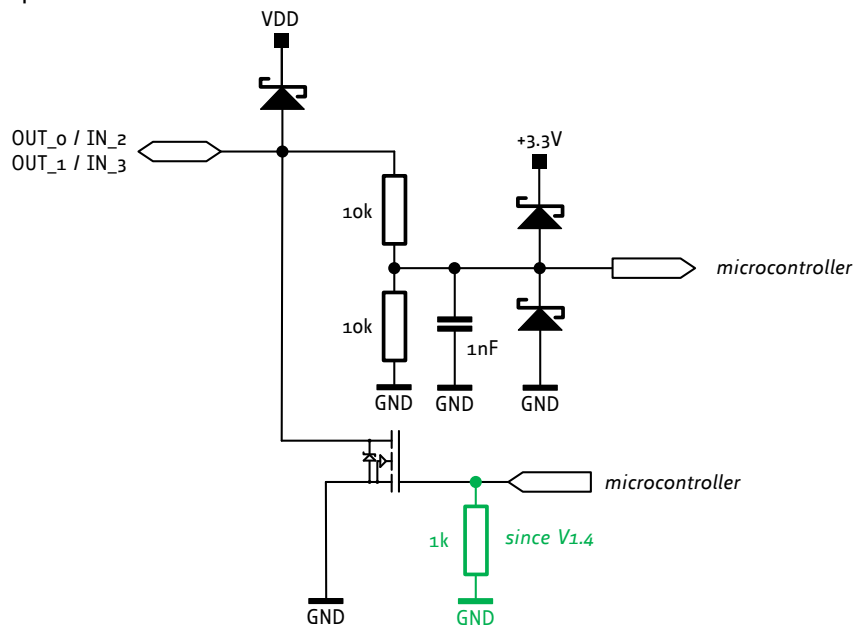 VDD
OUT_0 / IN_2
OUT_1 / IN_3
+3.3V
10k
microcontroller
10k
1nF
GND
GND
GND
microcontroller
1k
since V1.4
GND
GND